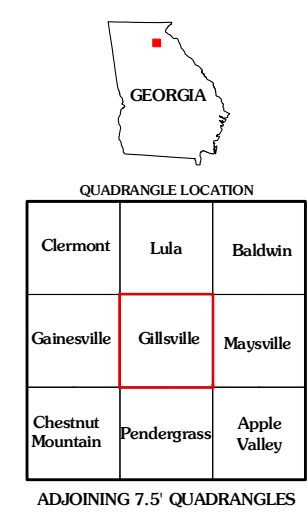 GEORGIA
QUADRANGLE LOCATION
Clermont Lula Baldwin
Gainesville Gillsville Maysville
Chestnut
Mountain Pendergrass Apple
Valley
ADJOINING 7.5' QUADRANGLES